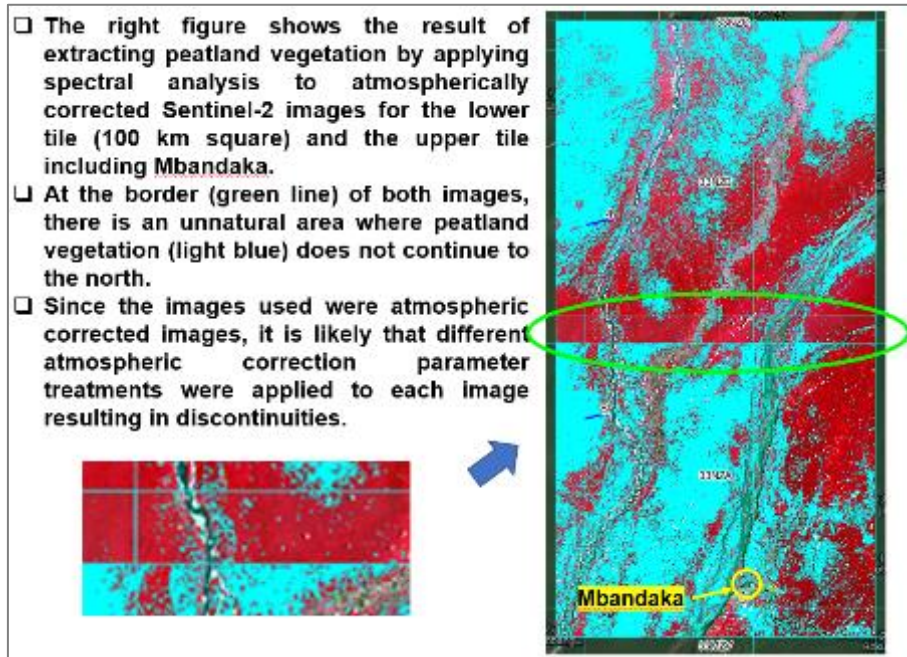 ❑ The right figure shows the result of
extracting peatland vegetation by applying
spectral analysis to atmospherically
corrected Sentinel-2 images for the lower
tile (100 km square) and the upper tile
including Mbandaka.
❑ At the border (green line) of both images,
there is an unnatural area where peatland
vegetation (light blue) does not continue to
the north.
❑ Since the images used were atmospheric
corrected images, it is likely that different
atmospheric correction parameter
treatments were applied to each image
resulting in discontinuities.
33NZA
Mbandaka